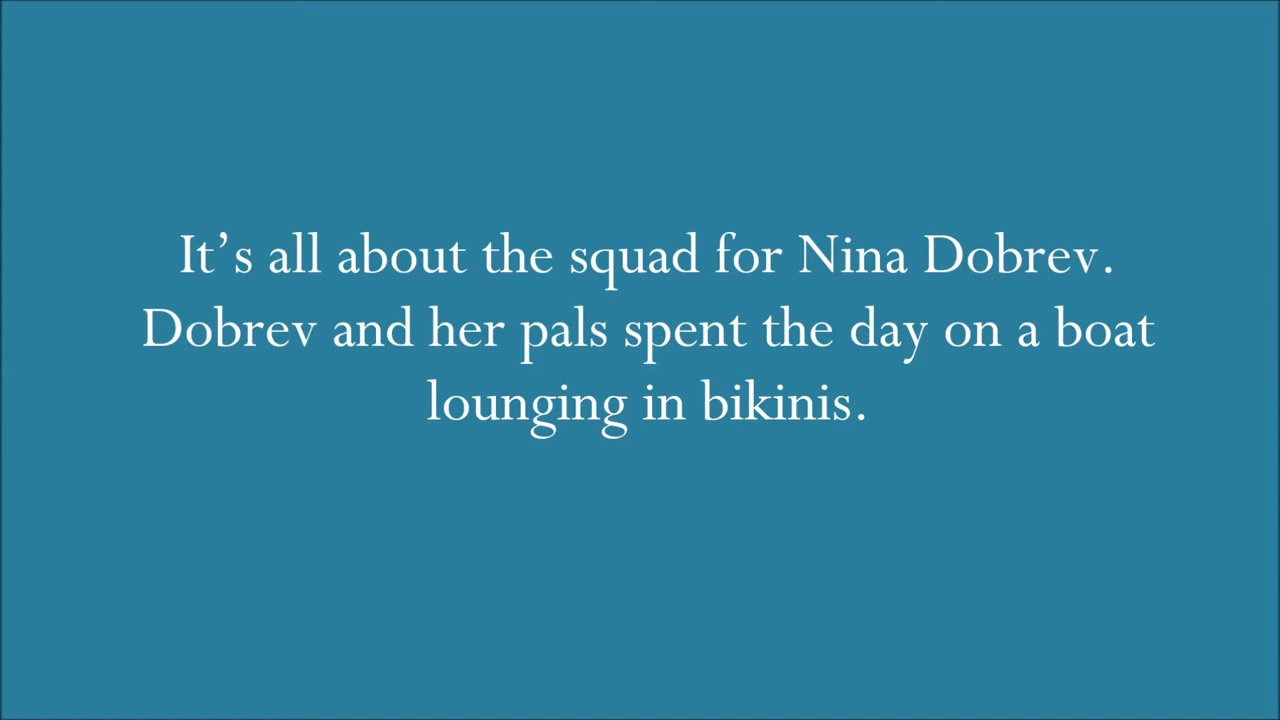 It’s all about the squad for Nina Dobrev.
Dobrev and her pals spent the day on a boat
lounging in bikinis.